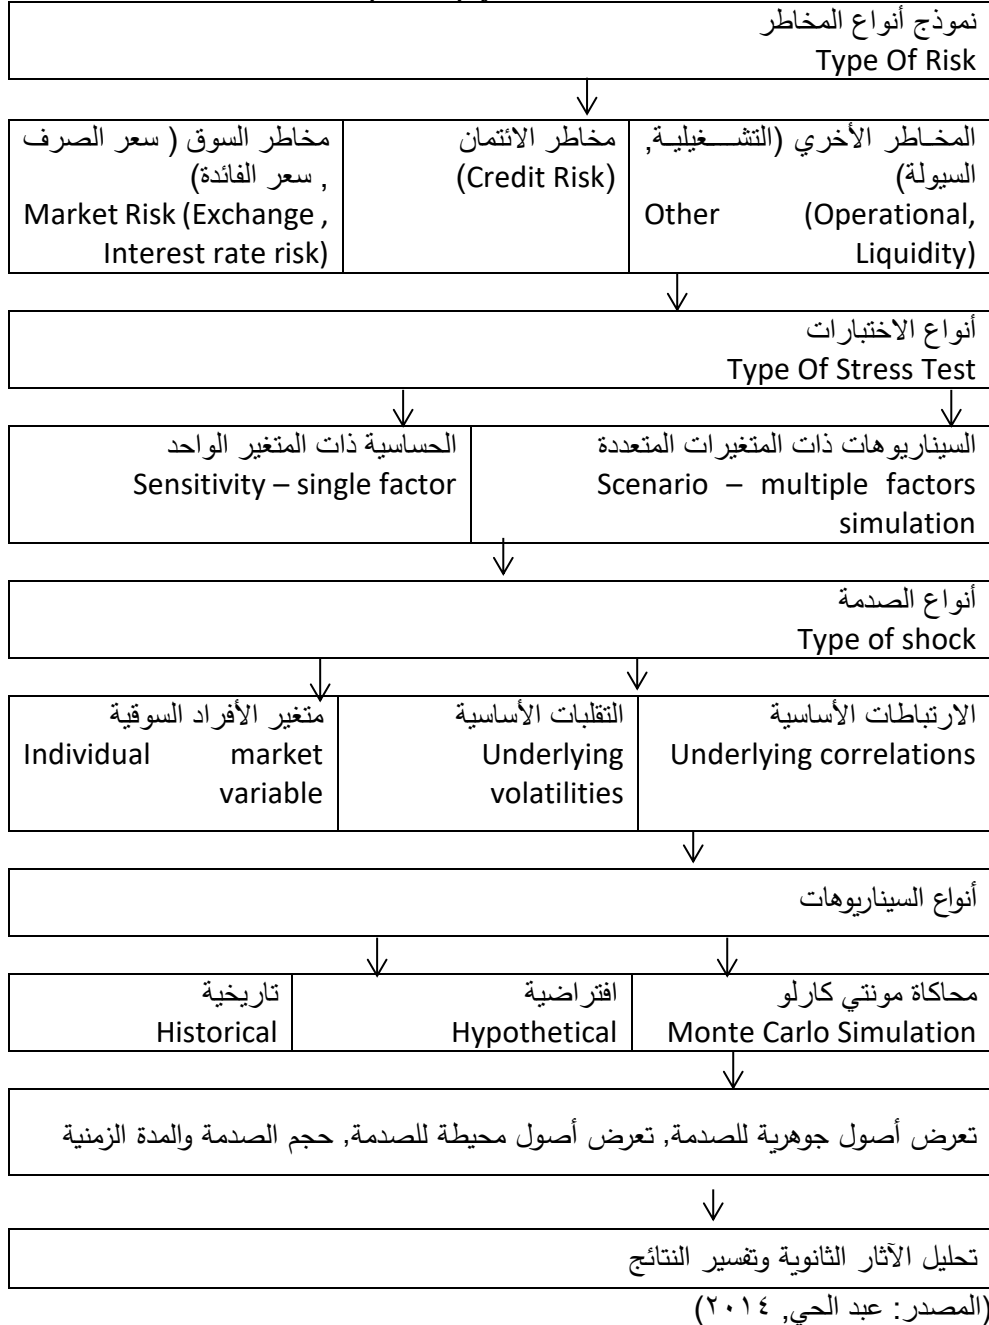 نموذج أنواع المخاطر
Type Of Risk
المخاطر الأخري (التشغيلية,
السيولة)
Other (Operational,
Liquidity)
مخاطر الائتمان
(Credit Risk)
مخاطر السوق ( سعر الصرف
, سعر الفائدة)
Market Risk (Exchange ,
Interest rate risk)
أنواع الاختبارات
Type Of Stress Test
السيناريوهات ذات المتغيرات المتعددة
Scenario – multiple factors
simulation
الحساسية ذات المتغير الواحد
Sensitivity – single factor
أنواع الصدمة
Type of shock
الارتباطات الأساسية
Underlying correlations
التقلبات الأساسية
Underlying
volatilities
متغير الأفراد السوقية
Individual market
variable
أنواع السيناريوهات
محاكاة مونتي كارلو
Monte Carlo Simulation
افتراضية
Hypothetical
تاريخية
Historical
تعرض أصول جوهرية للصدمة, تعرض أصول محيطة للصدمة, حجم الصدمة والمدة الزمنية
تحليل الآثار الثانوية وتفسير النتائج
(المصدر: عبد الحي, ٢٠١٤)